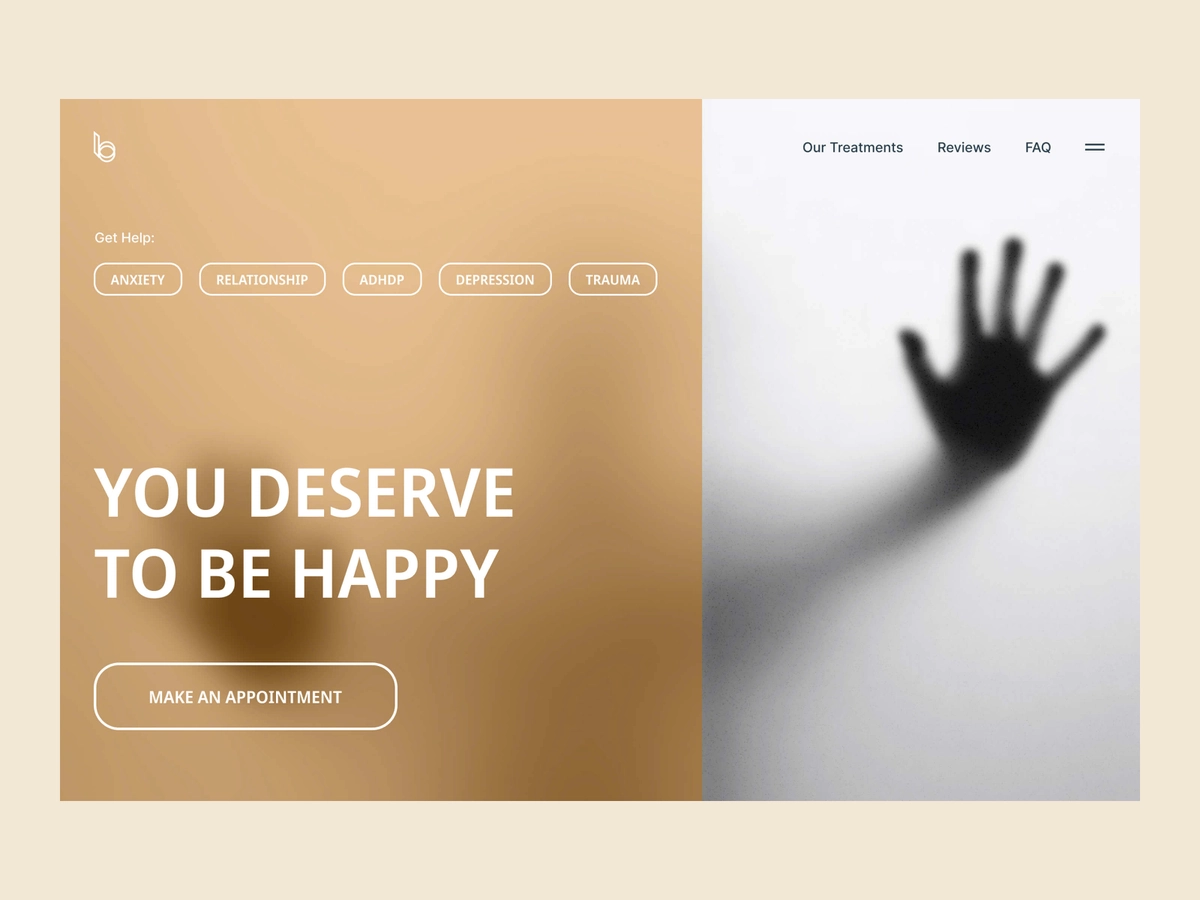 Our Treatments Reviews FAQ
Get Help:
ANXIETY RELATIONSHIP ADHDP DEPRESSION TRAUMA
YOU DESERVE
TO BE HAPPY
MAKE AN APPOINTMENT